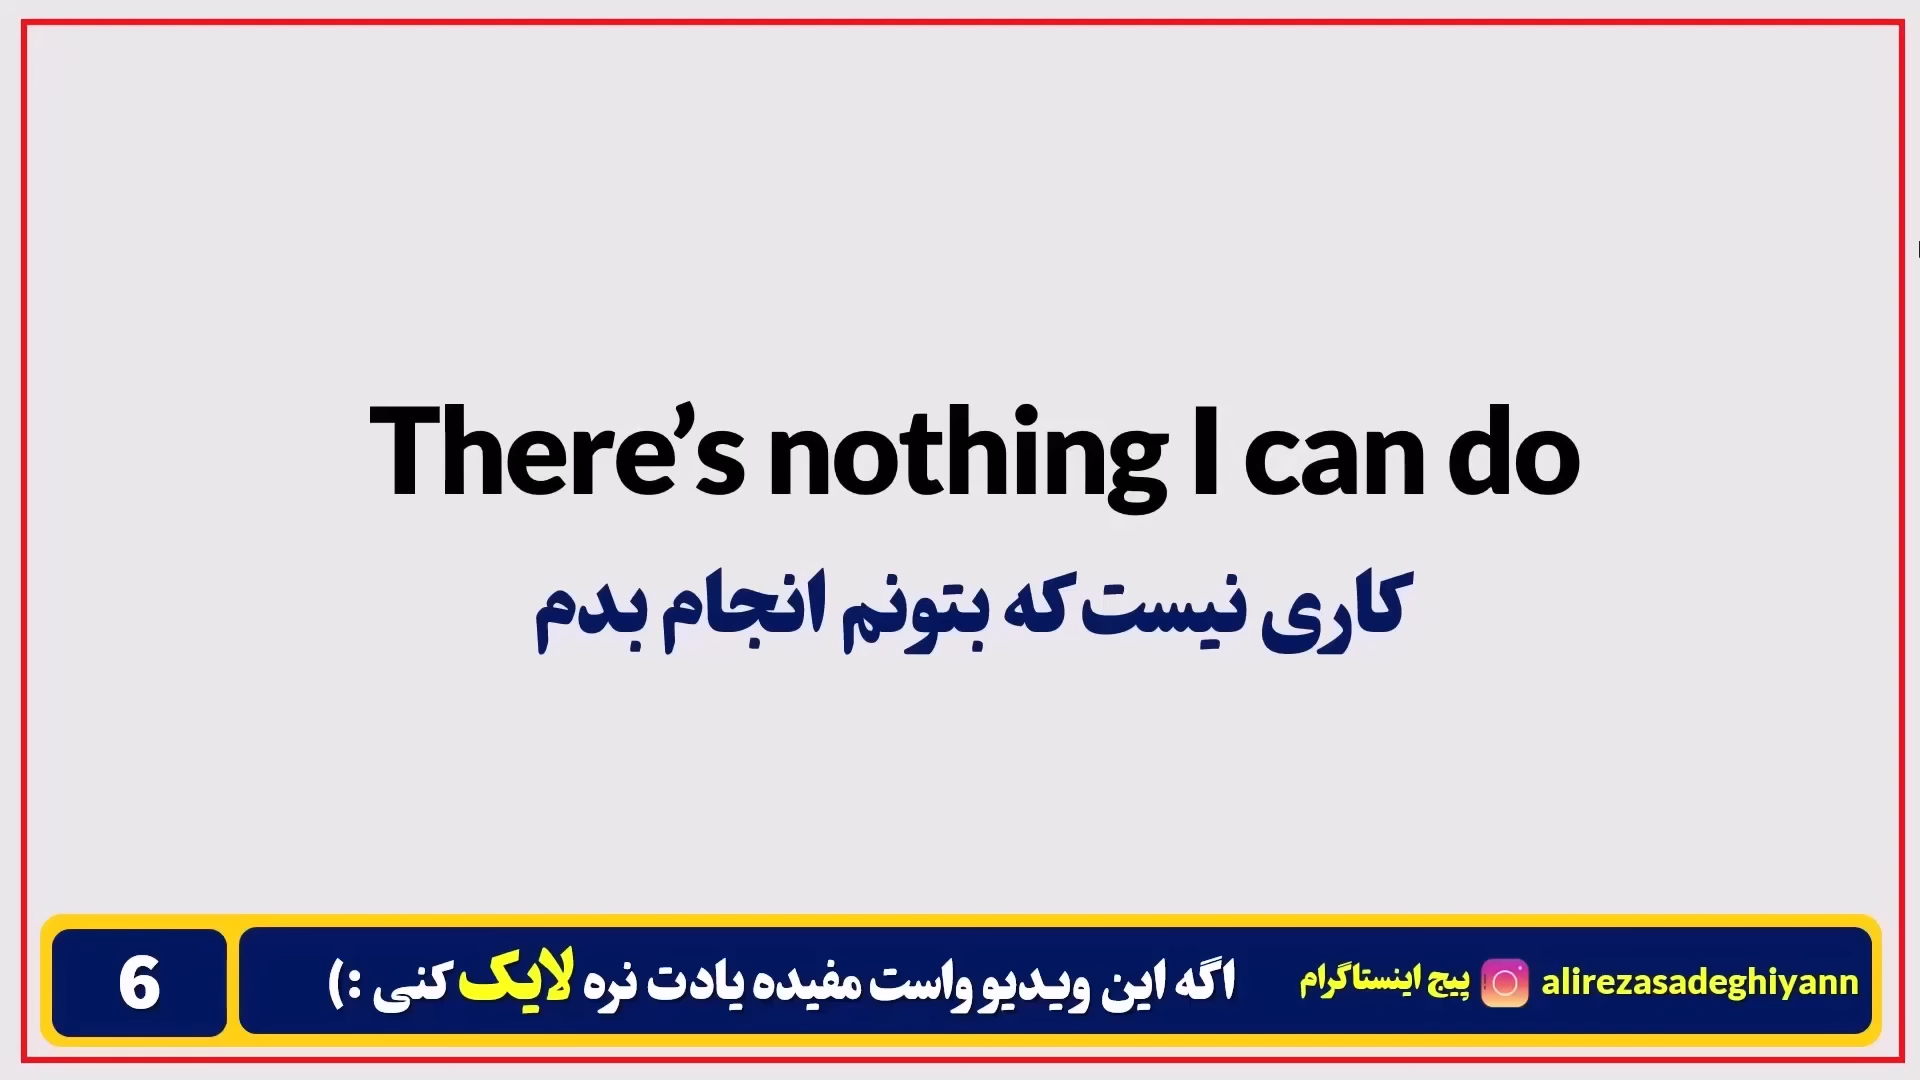 There’s nothing I can do
کاری نیست که بتونم انجام بدم
6
اگه این ویدیو واست مفیده یادت نره لایک کنی :)
پیج اینستاگرام
alirezasadeghiyann